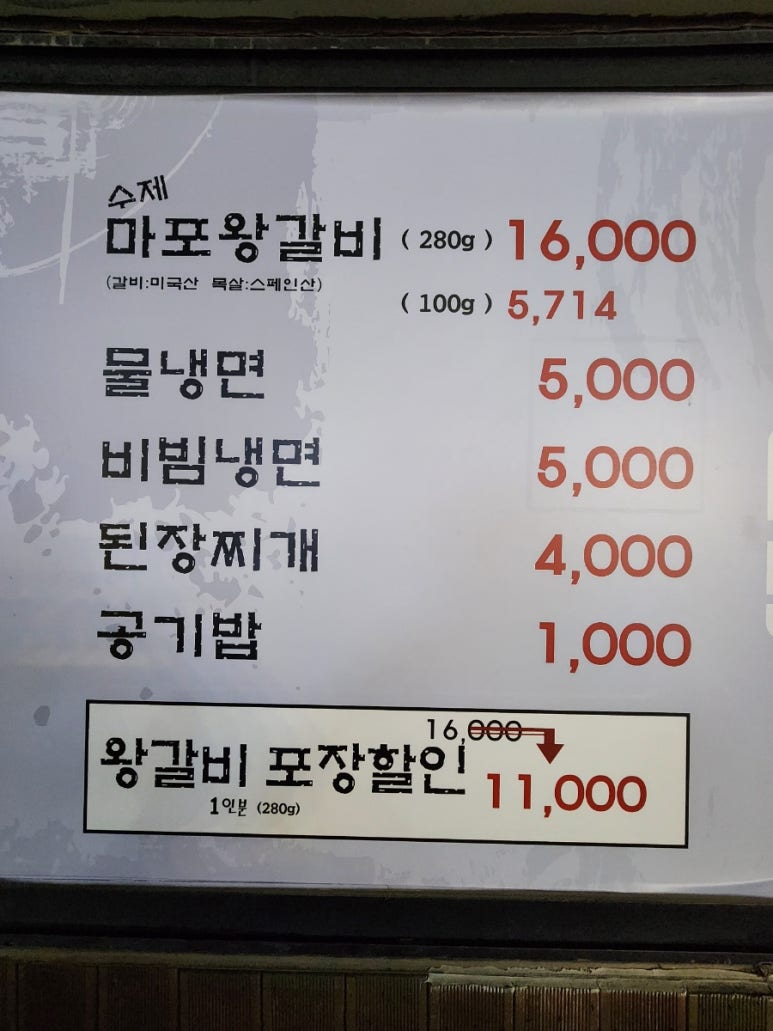 수제
마포왕갈비 ( 280g ) 16,000
(갈비:미국산 목살:스페인산)
( 100g ) 5,714
물냉면 5,000
비빔냉면 5,000
된장찌개 4,000
공기밥 1,000
16,000
왕갈비 포장할인 11,000
1인분 (280g)